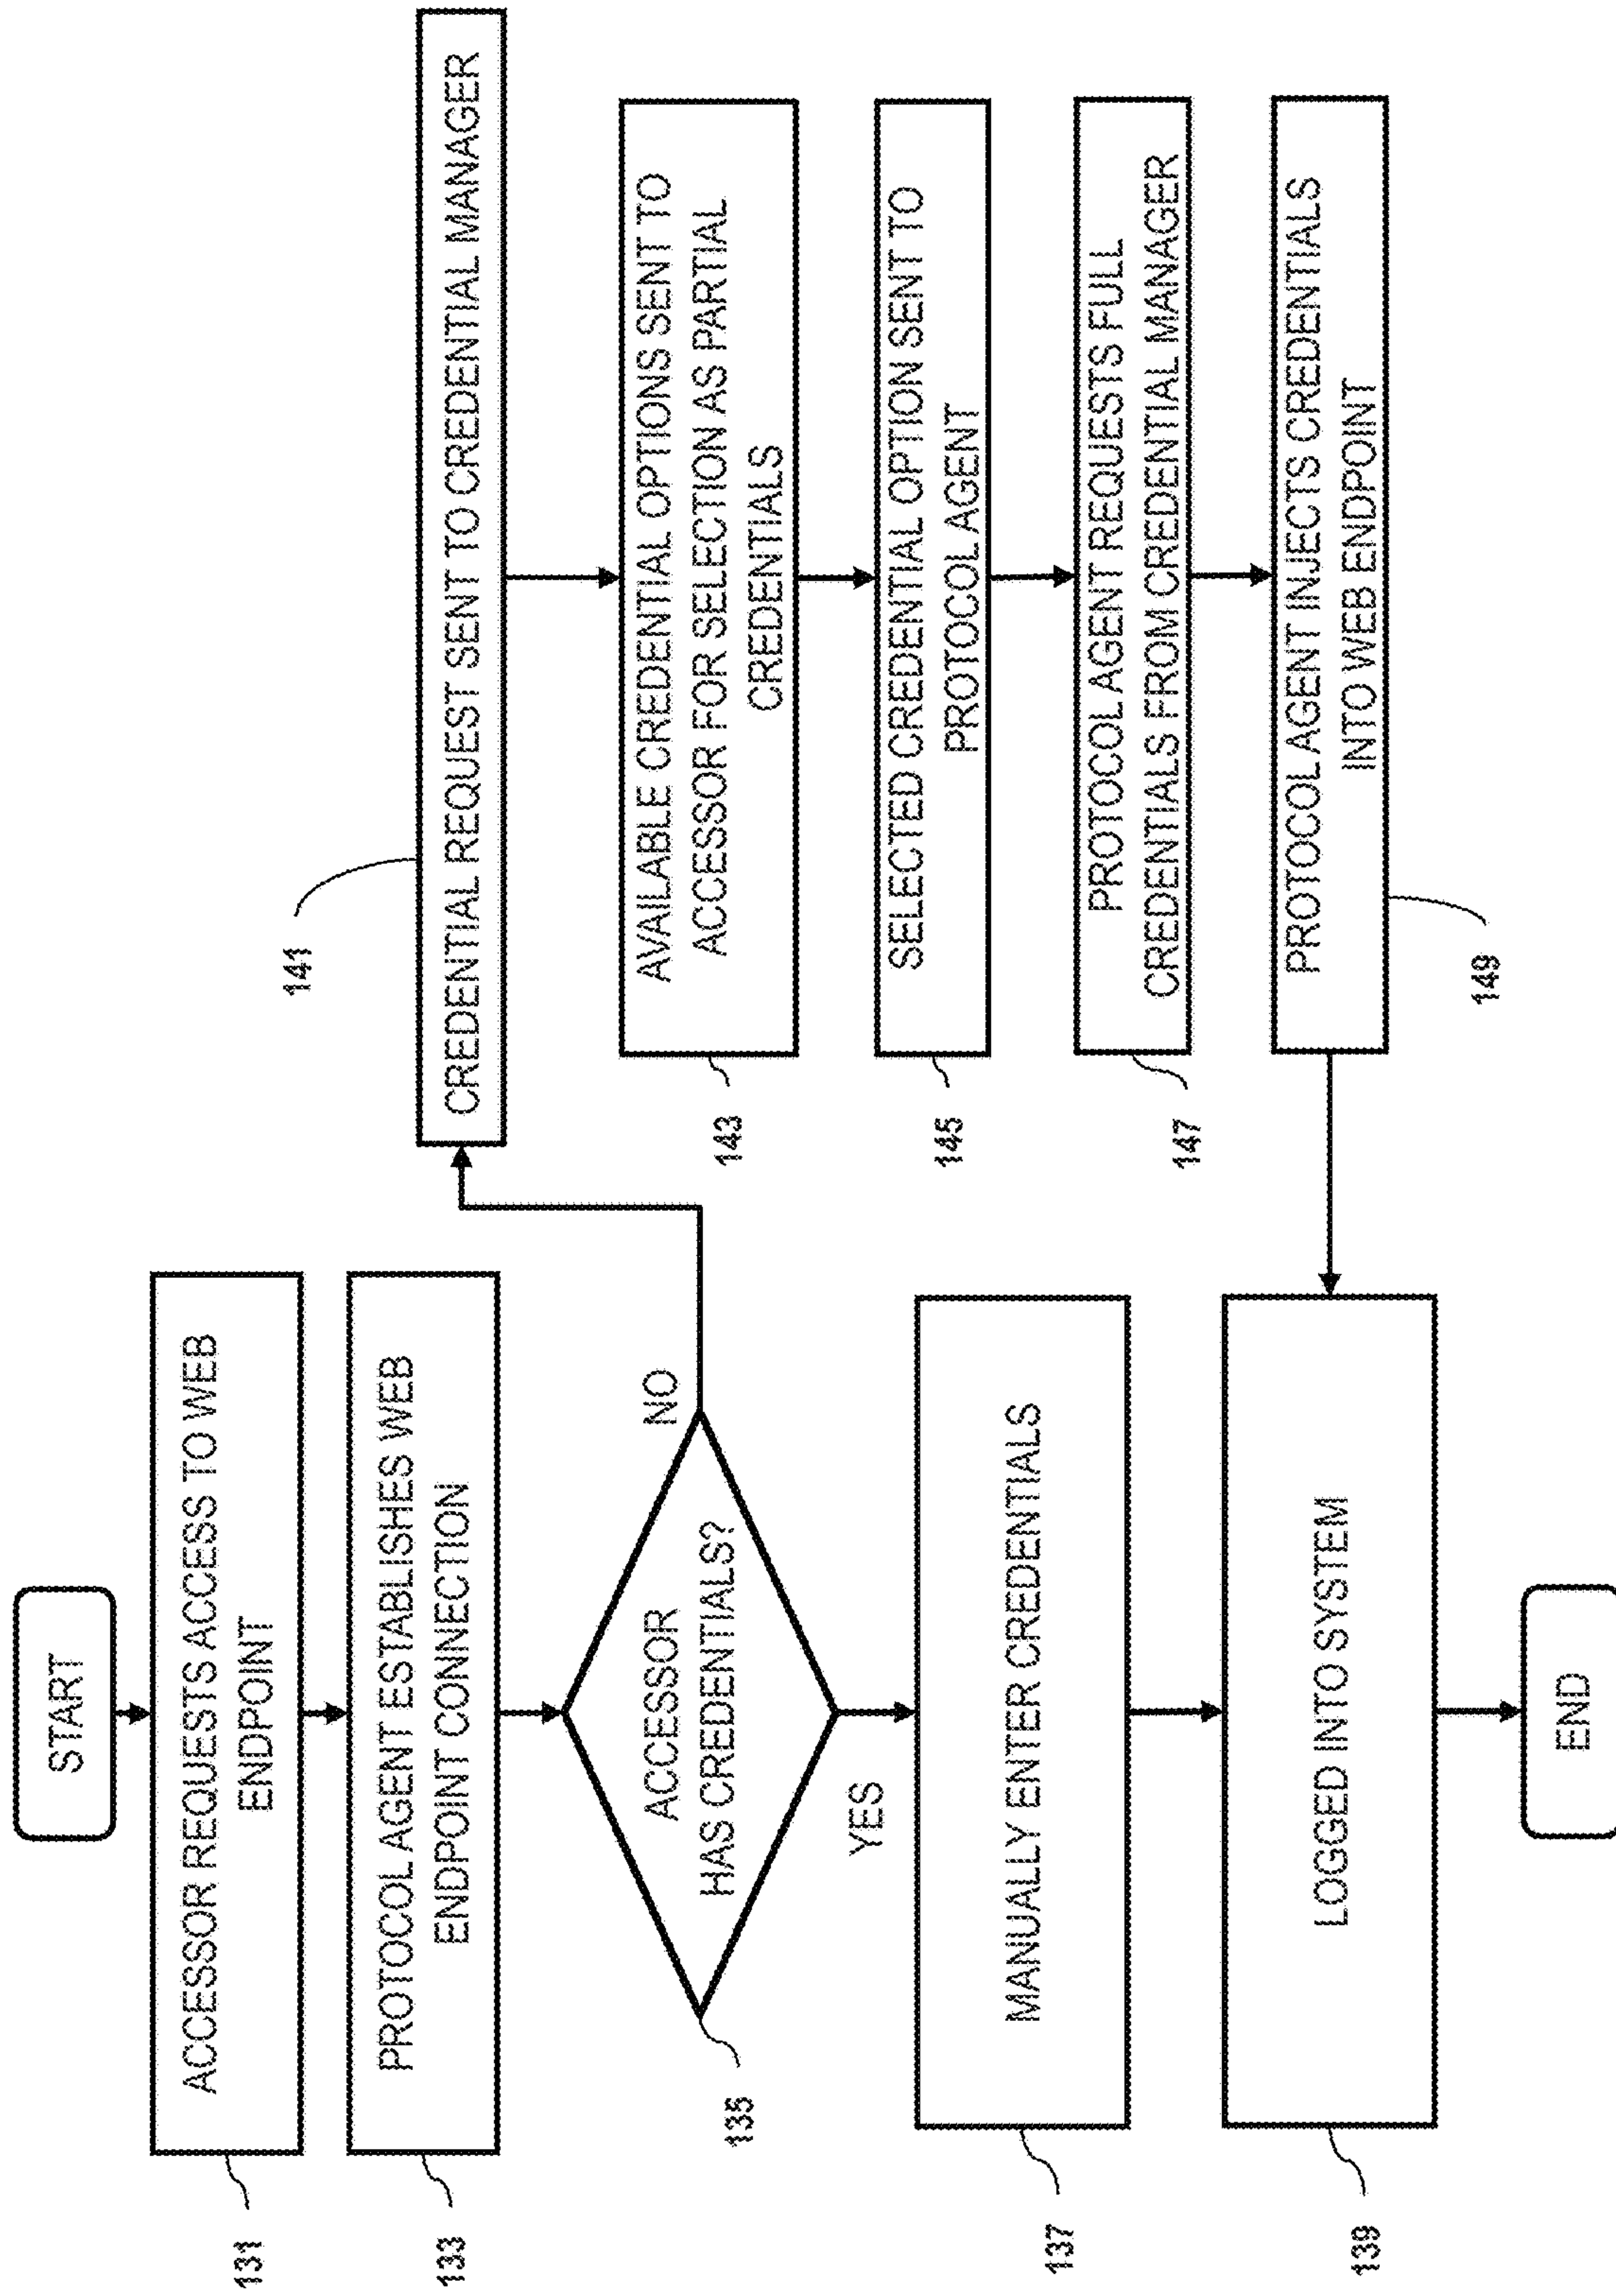 START
ACCESSOR REQUESTS ACCESS TO WEB
ENDPOINT
131
PROTOCOL AGENT ESTABLISHES WEB
ENDPOINT CONNECTION
133
ACCESSOR
HAS CREDENTIALS?
135
NO
YES
MANUALLY ENTER CREDENTIALS
137
LOGGED INTO SYSTEM
139
END
141
CREDENTIAL REQUEST SENT TO CREDENTIAL MANAGER
AVAILABLE CREDENTIAL OPTIONS SENT TO
ACCESSOR FOR SELECTION AS PARTIAL
CREDENTIALS
143
SELECTED CREDENTIAL OPTION SENT TO
PROTOCOL AGENT
145
PROTOCOL AGENT REQUESTS FULL
CREDENTIALS FROM CREDENTIAL MANAGER
147
PROTOCOL AGENT INJECTS CREDENTIALS
INTO WEB ENDPOINT
149